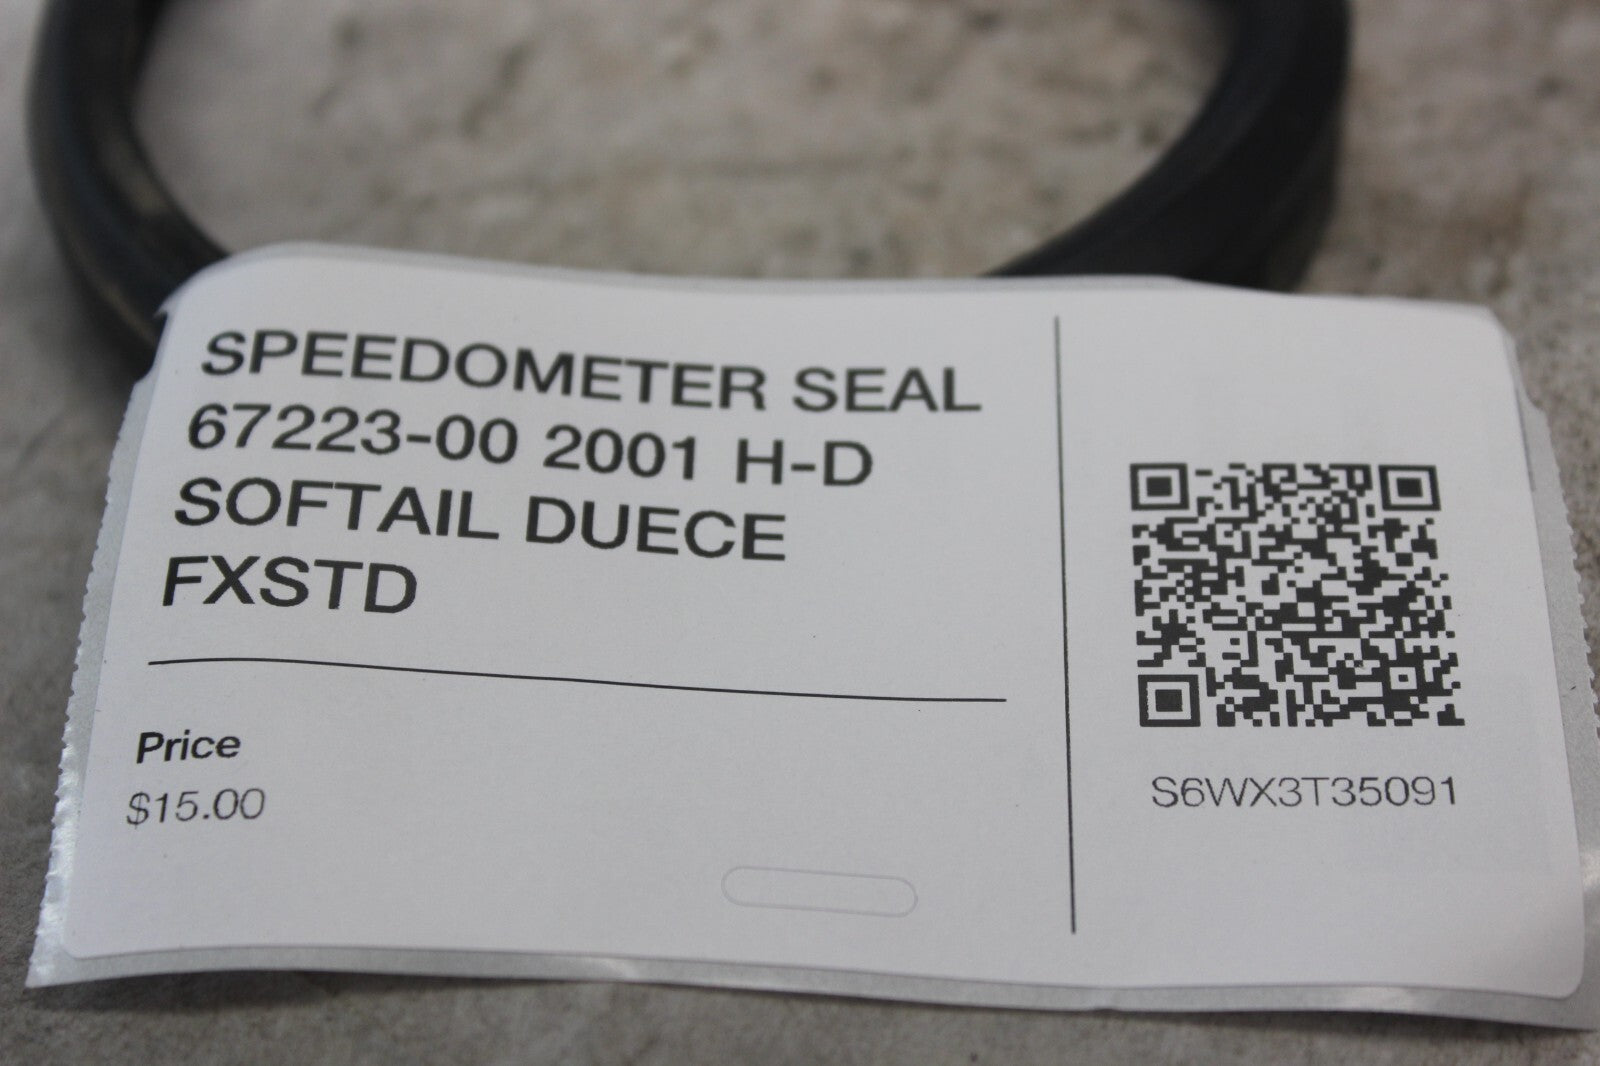 SPEEDOMETER SEAL
67223-00 2001 H-D
SOFTAIL DUECE
FXSTD
Price
$15.00
S6WX3T35091